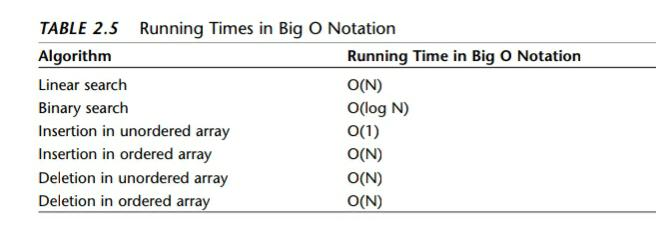 TABLE 2.5 Running Times in Big O Notation
Algorithm Running Time in Big O Notation
Linear search O(N)
Binary search O(log N)
Insertion in unordered array O(1)
Insertion in ordered array O(N)
Deletion in unordered array O(N)
Deletion in ordered array O(N)